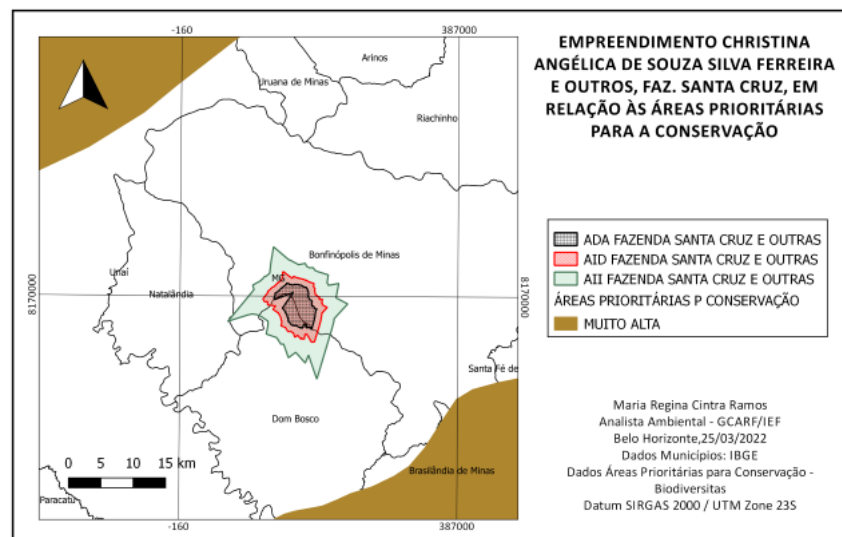 -160
387000
Arinos
Uruana de Minas
Riachinho
Bonfinópolis de Minas
MG
Unaí
Natalândia
8170000
8170000
Santa Fé de
Dom Bosco
0 5 10 15 km
Brasilândia de Minas
Paracatu
-160
387000
EMPREENDIMENTO CHRISTINA
ANGÉLICA DE SOUZA SILVA FERREIRA
E OUTROS, FAZ. SANTA CRUZ, EM
RELAÇÃO ÀS ÁREAS PRIORITÁRIAS
PARA A CONSERVAÇÃO
ADA FAZENDA SANTA CRUZ E OUTRAS
AID FAZENDA SANTA CRUZ E OUTRAS
AII FAZENDA SANTA CRUZ E OUTRAS
ÁREAS PRIORITÁRIAS P CONSERVAÇÃO
MUITO ALTA
Maria Regina Cintra Ramos
Analista Ambiental - GCARF/IEF
Belo Horizonte,25/03/2022
Dados Municípios: IBGE
Dados Áreas Prioritárias para Conservação -
Biodiversitas
Datum SIRGAS 2000 / UTM Zone 23S